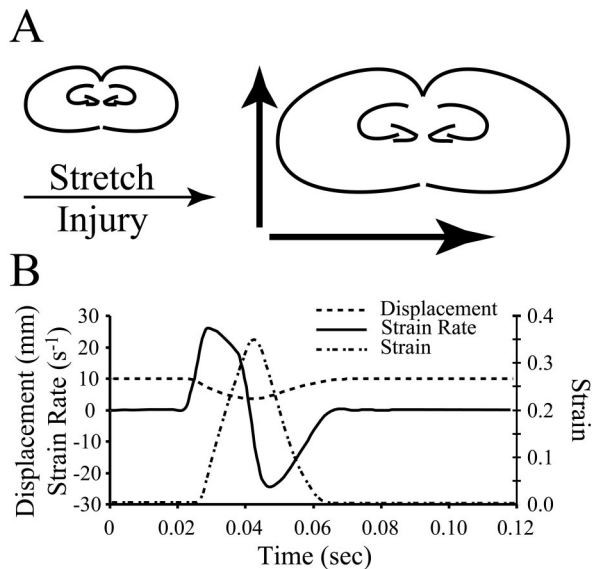 A
Stretch
Injury
B
Displacement (mm)
Strain Rate (s-1)
30
20
10
0
-10
-20
-30
Displacement
Strain Rate
Strain
0.4
0.3
0.2
0.1
0.0
Strain
0 0.02 0.04 0.06 0.08 0.10 0.12
Time (sec)